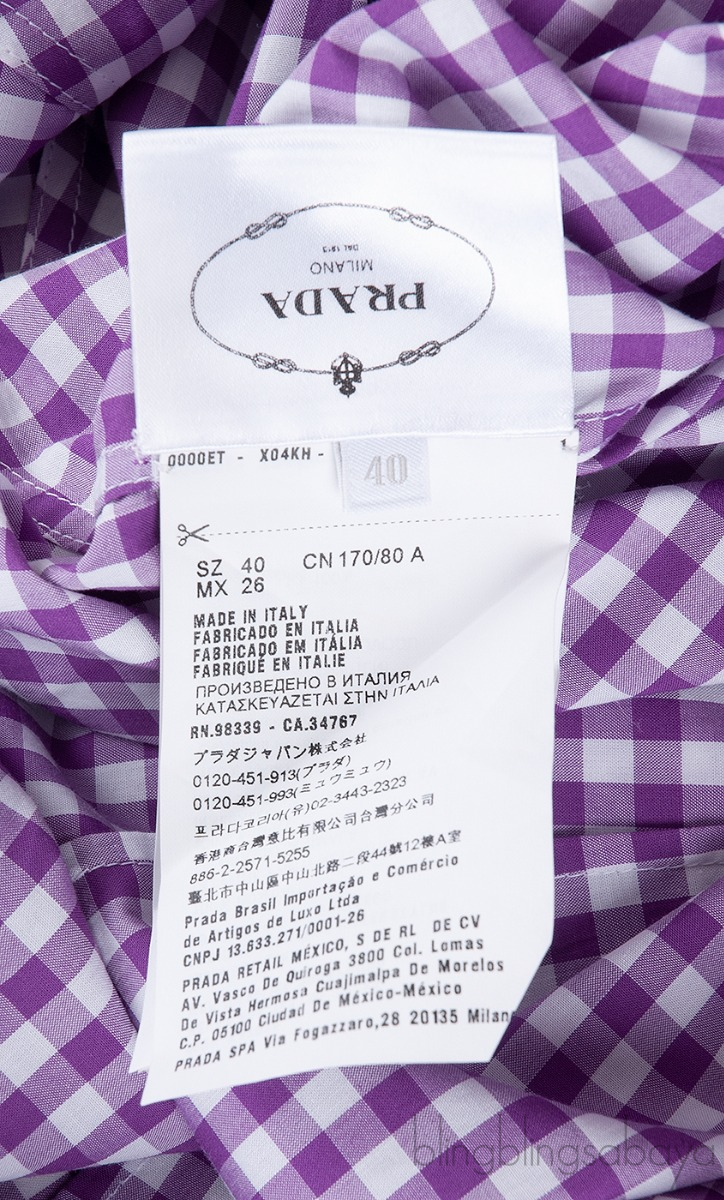 PRADA
MILANO
DAL 1913
0000ET - X04KH -
40
SZ 40 CN 170/80 A
MX 26
MADE IN ITALY
FABRICADO EN ITALIA
FABRICADO EM ITÁLIA
FABRIQUÉ EN ITALIE
ПРОИЗВЕДЕНО В ИТАЛИЯ
ΚΑΤΑΣΚΕΥΑΖΕΤΑΙ ΣΤΗΝ ITAΛIA
RN.98339 - CA.34767
プラダジャパン株式会社
0120-451-913(プラダ)
0120-451-993(ミュウミュウ)
프라다코리아(유)02-3443-2323
香港商台灣意比有限公司台灣分公司
886-2-2571-5255
臺北市中山區中山北路二段44號12樓A室
Prada Brasil Importação e Comércio
de Artigos de Luxo Ltda
CNPJ 13.633.271/0001-26
PRADA RETAIL MÉXICO, S DE RL DE CV
AV. Vasco De Quiroga 3800 Col. Lomas
De Vista Hermosa Cuajimalpa De Morelos
C.P. 05100 Ciudad De México-México
PRADA SPA Via Fogazzaro,28 20135 Milan
blingblingsabaya